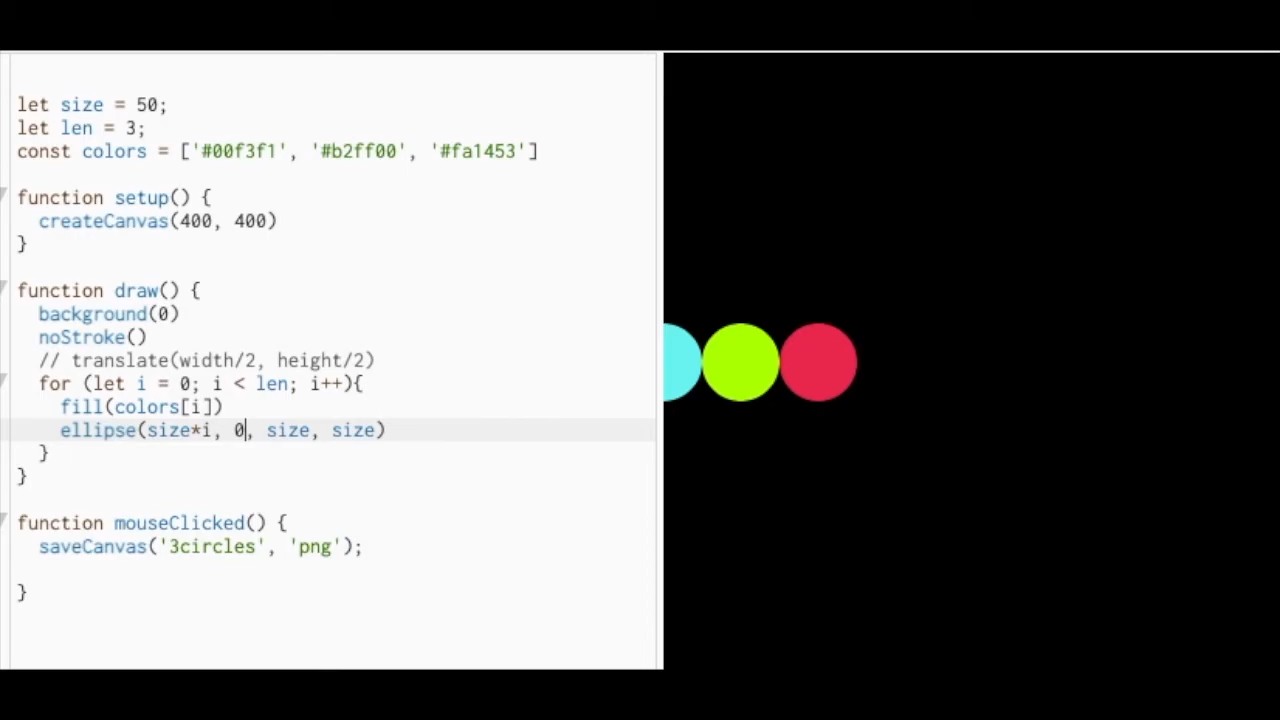 let size = 50;
let len = 3;
const colors = ['#00f3f1', '#b2ff00', '#fa1453']
function setup() {
createCanvas(400, 400)
}
function draw() {
background(0)
noStroke()
// translate(width/2, height/2)
for (let i = 0; i < len; i++){
fill(colors[i])
ellipse(size*i, 0, size, size)
}
}
function mouseClicked() {
saveCanvas('3circles', 'png');
}